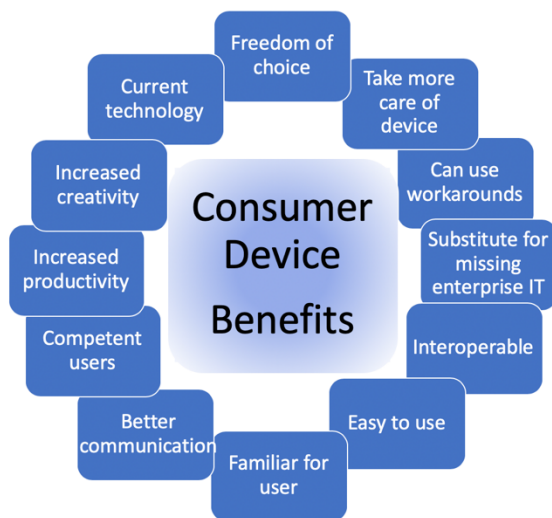 Freedom of
choice
Take more
care of
device
Can use
workarounds
Substitute for
missing
enterprise IT
Interoperable
Easy to use
Familiar for
user
Better
communication
Competent
users
Increased
productivity
Increased
creativity
Current
technology
Consumer
Device
Benefits